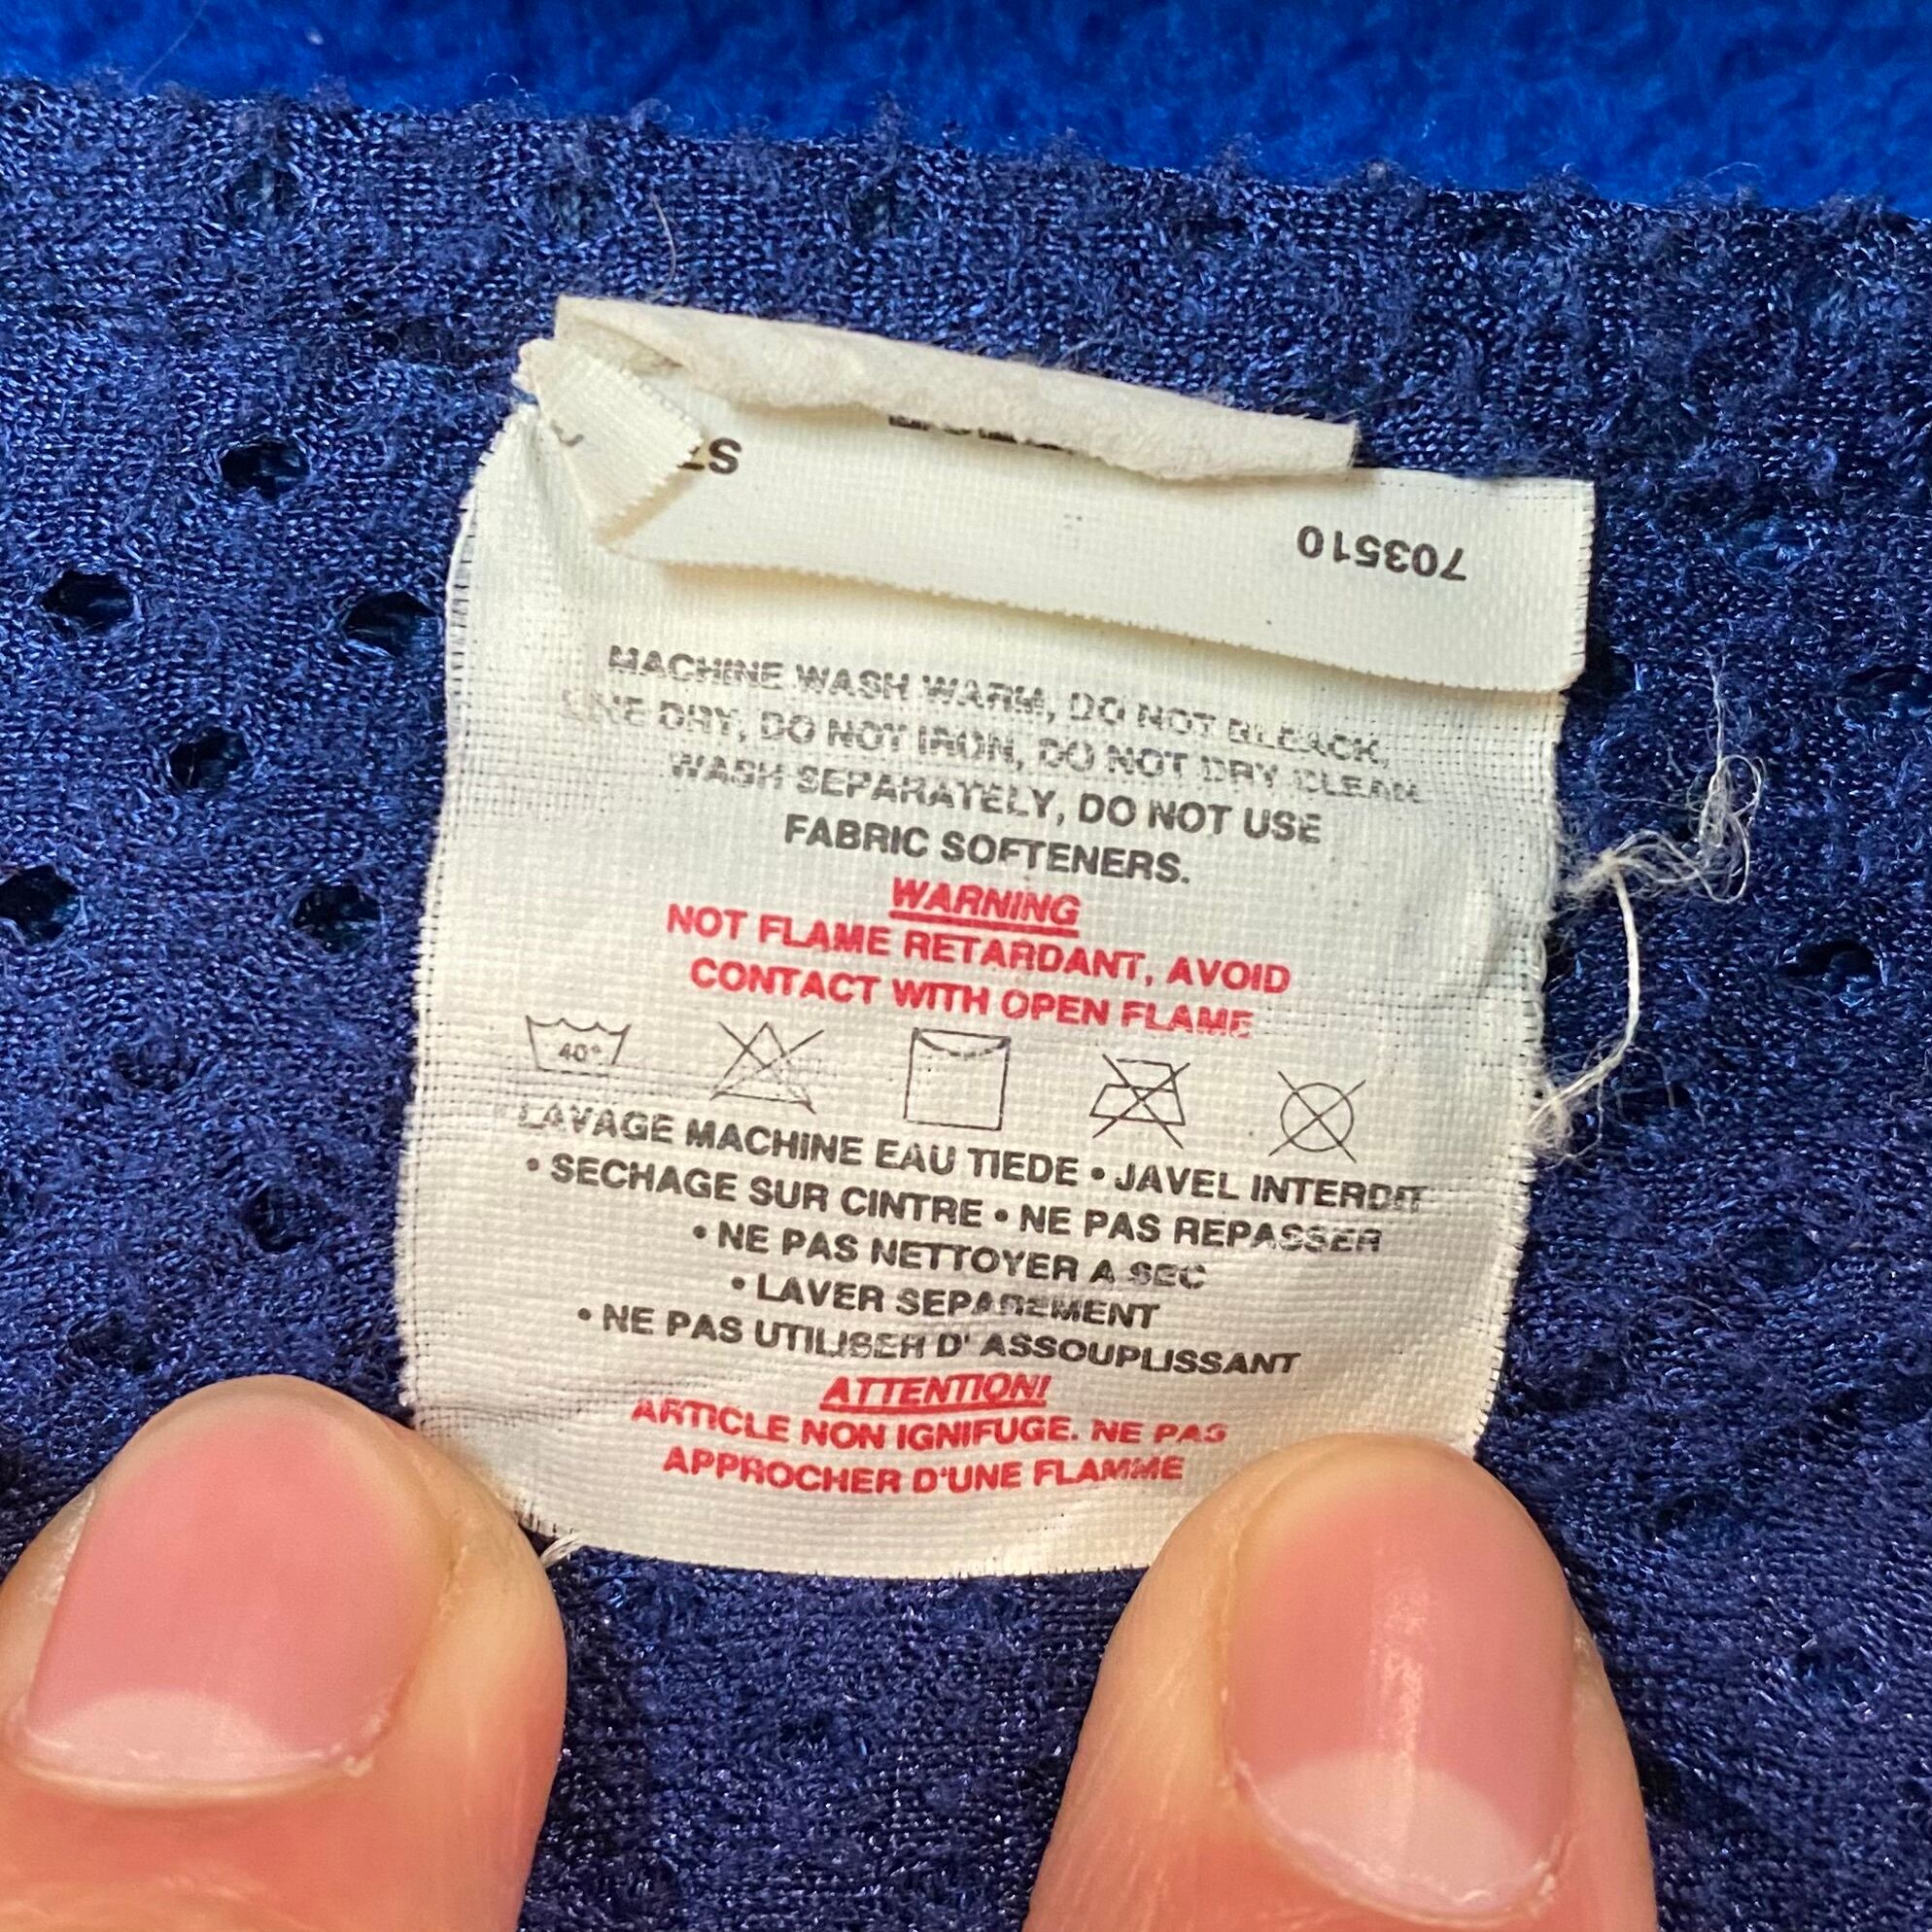 703510
MACHINE WASH WARM, DO NOT BLEACK,
LINE DRY, DO NOT IRON, DO NOT DRY CLEAN
WASH SEPARATELY, DO NOT USE
FABRIC SOFTENERS.
WARNING
NOT FLAME RETARDANT, AVOID
CONTACT WITH OPEN FLAME
40°
LAVAGE MACHINE EAU TIEDE • JAVEL INTERDIT
• SECHAGE SUR CINTRE • NE PAS REPASSER
• NE PAS NETTOYER A SEC
• LAVER SEPAREMENT
• NE PAS UTILISER D' ASSOUPLISSANT
ATTENTION!
ARTICLE NON IGNIFUGE. NE PAS
APPROCHER D'UNE FLAMME